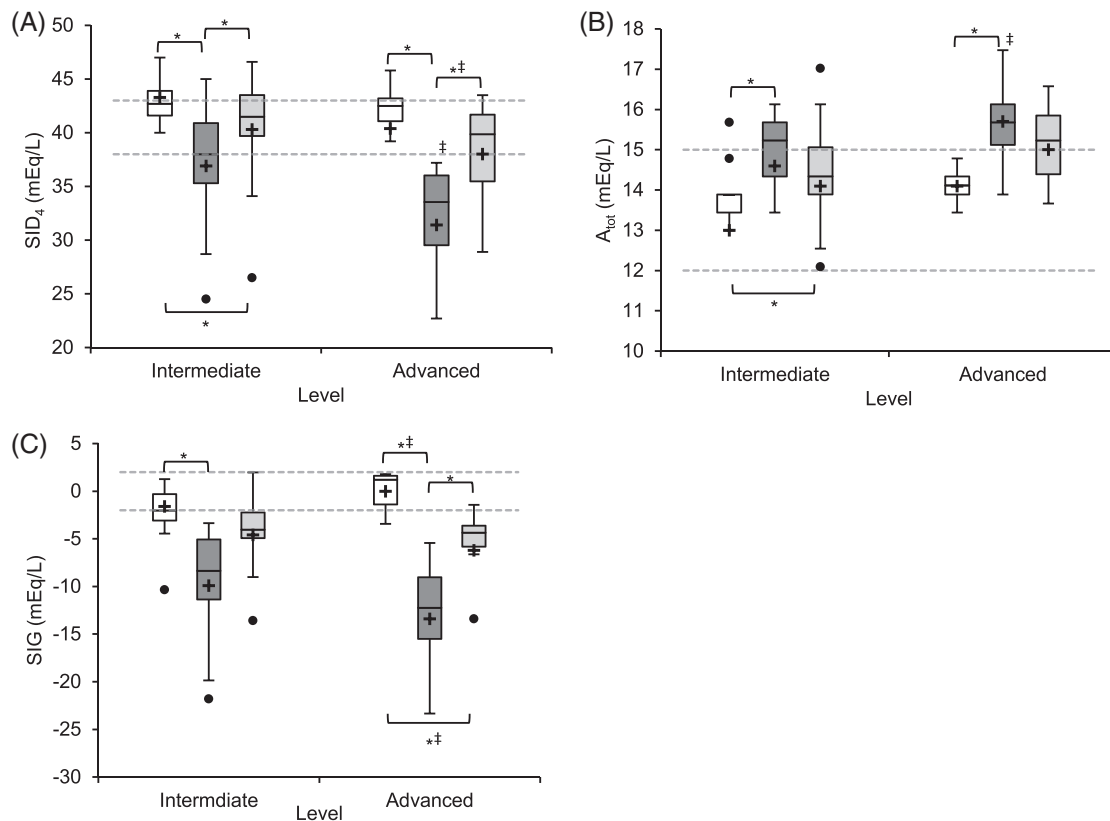 (A)
50
45
40
35
30
25
20
SID4 (mEq/L)
* *
* *‡
‡
*
Intermediate Advanced
Level
(B)
18
17
16
15
14
13
12
11
10
Atot (mEq/L)
* * ‡
*
Intermediate Advanced
Level
(C)
5
0
-5
-10
-15
-20
-25
-30
SIG (mEq/L)
* *‡
*
*‡
Intermdiate Advanced
Level